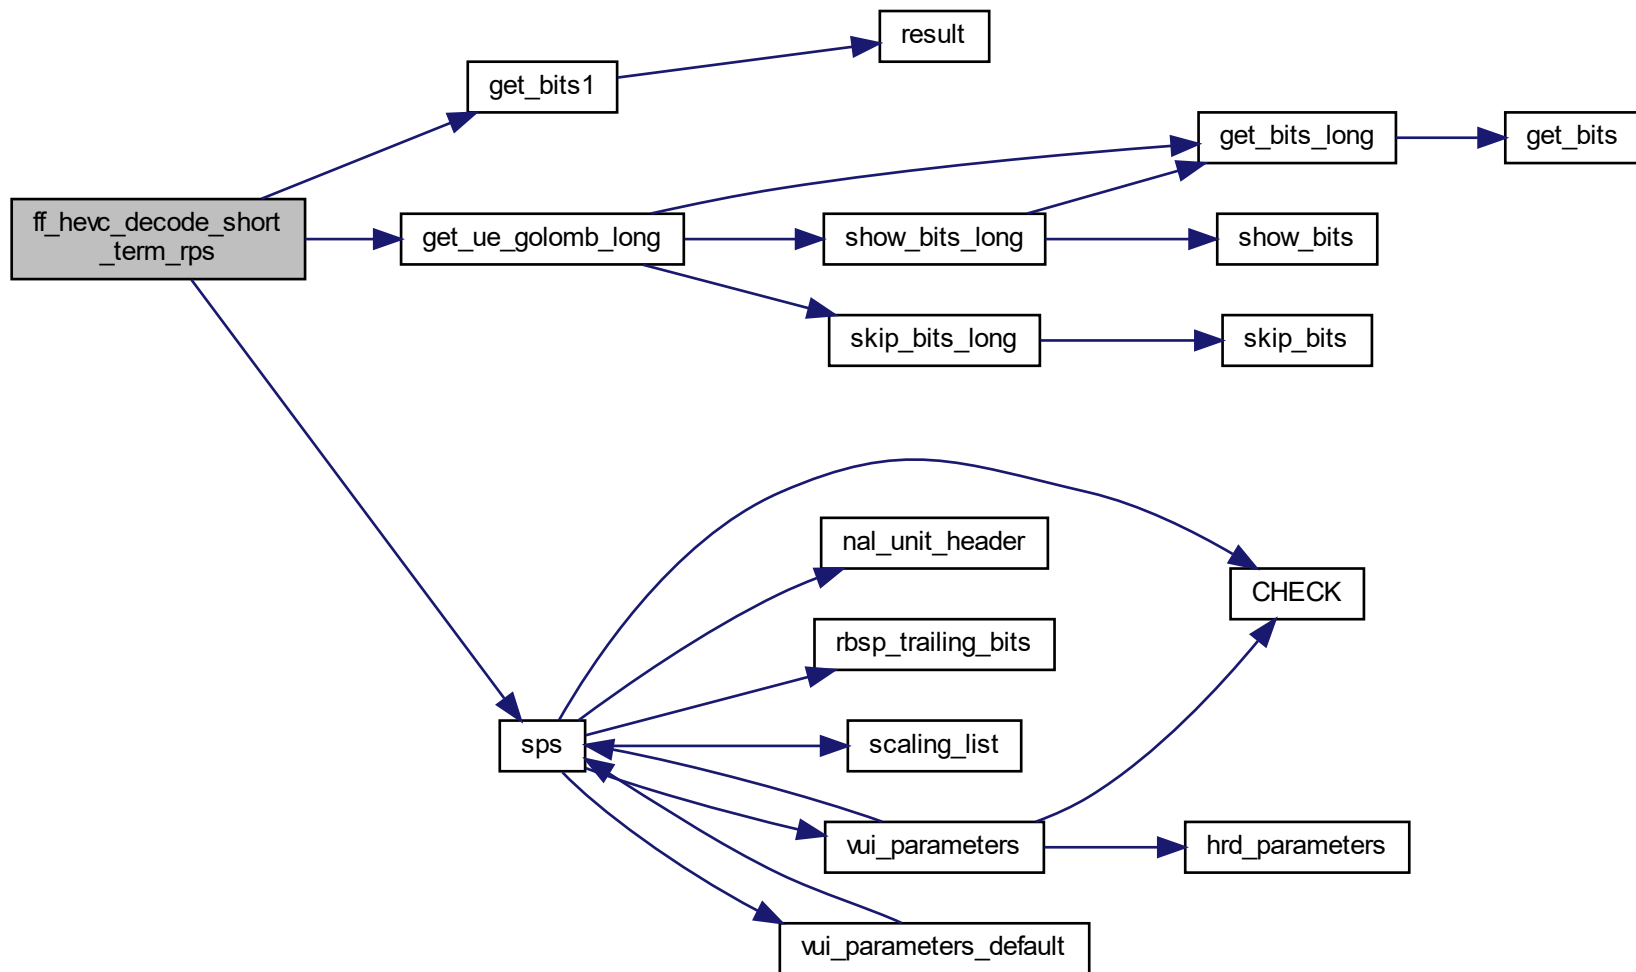 result
get_bits1
get_bits_long
get_bits
ff_hevc_decode_short
_term_rps
get_ue_golomb_long
show_bits_long
show_bits
skip_bits_long
skip_bits
nal_unit_header
CHECK
rbsp_trailing_bits
sps
scaling_list
vui_parameters
hrd_parameters
vui_parameters_default